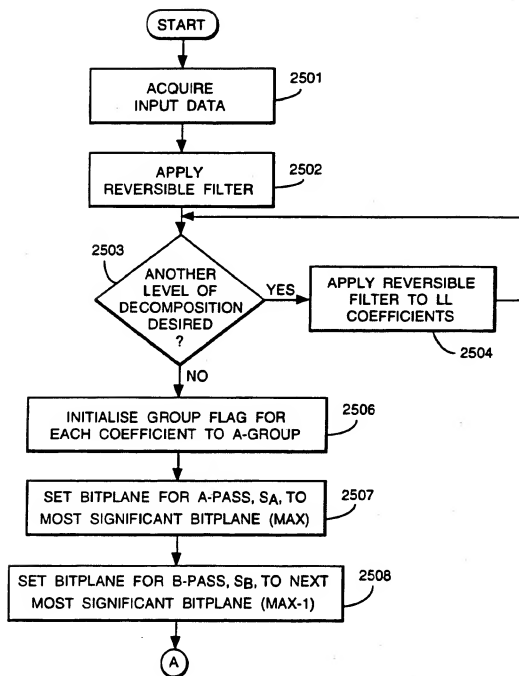 START
ACQUIRE
INPUT DATA
2501
APPLY
REVERSIBLE FILTER
2502
2503
ANOTHER
LEVEL OF
DECOMPOSITION
DESIRED
?
YES
APPLY REVERSIBLE
FILTER TO LL
COEFFICIENTS
2504
NO
INITIALISE GROUP FLAG FOR
EACH COEFFICIENT TO A-GROUP
2506
SET BITPLANE FOR A-PASS, SA, TO
MOST SIGNIFICANT BITPLANE (MAX)
2507
SET BITPLANE FOR B-PASS, SB, TO NEXT
MOST SIGNIFICANT BITPLANE (MAX-1)
2508
A